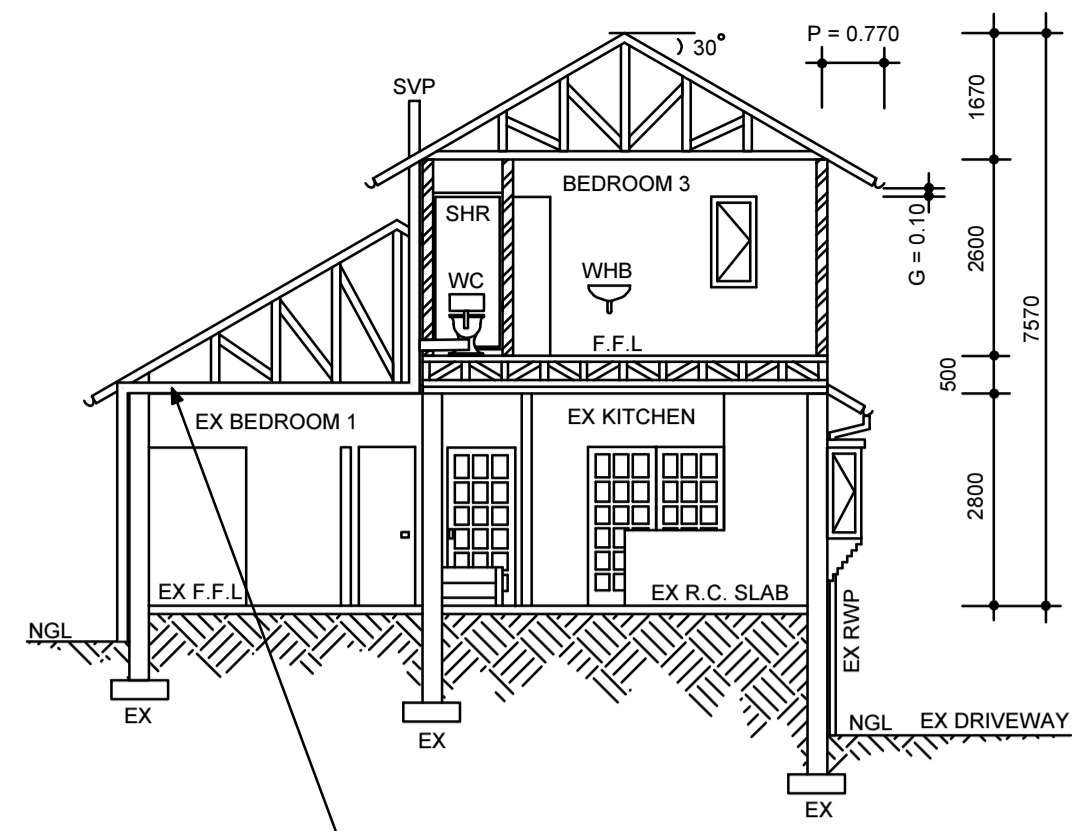 P = 0.770
30°
SVP
1670
BEDROOM 3
SHR
WC
WHB
G = 0.10
2600
7570
F.F.L
500
EX BEDROOM 1
EX KITCHEN
2800
EX F.F.L
EX R.C. SLAB
EX RWP
NGL
EX
EX
NGL
EX DRIVEWAY
EX